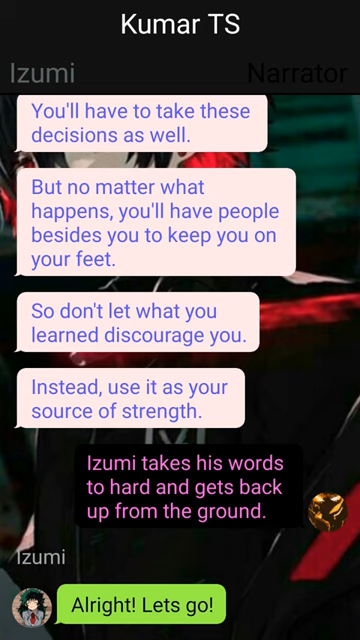 Kumar TS
Izumi
Narrator
You'll have to take these
decisions as well.
But no matter what
happens, you'll have people
besides you to keep you on
your feet.
So don't let what you
learned discourage you.
Instead, use it as your
source of strength.
Izumi takes his words
to hard and gets back
up from the ground.
Izumi
Alright! Lets go!